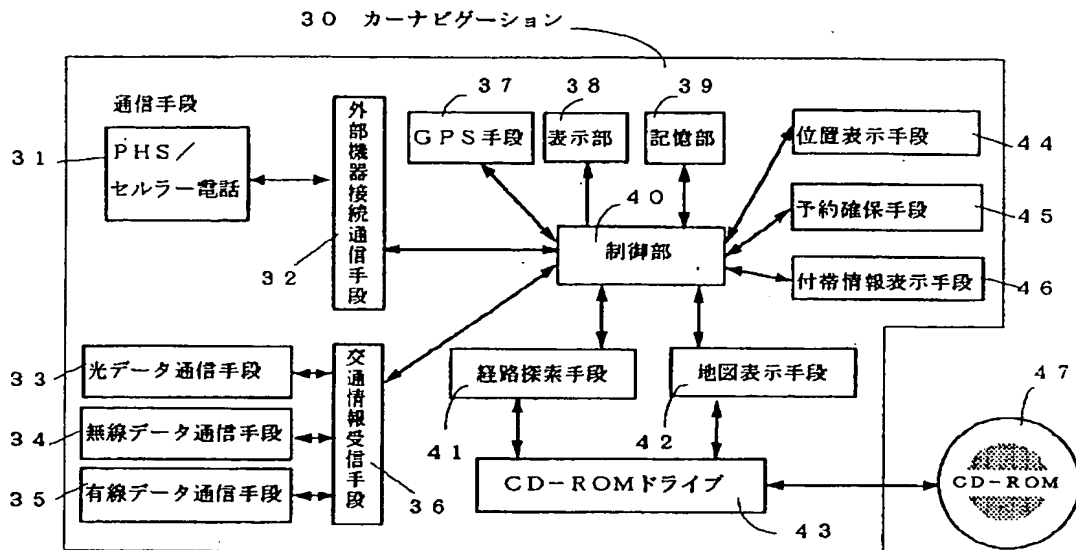 ３０ カーナビゲーション
通信手段
３１
PHS／
セルラー電話
外部機器接続通信手段
３２
３７
ＧＰＳ手段
３８
表示部
３９
記憶部
４０
制御部
位置表示手段
４４
予約確保手段
４５
付帯情報表示手段
４６
３３
光データ通信手段
３４
無線データ通信手段
３５
有線データ通信手段
交通情報受信手段
３６
経路探索手段
４１
地図表示手段
４２
ＣＤ－ＲＯＭドライブ
４３
４７
CD－ROM